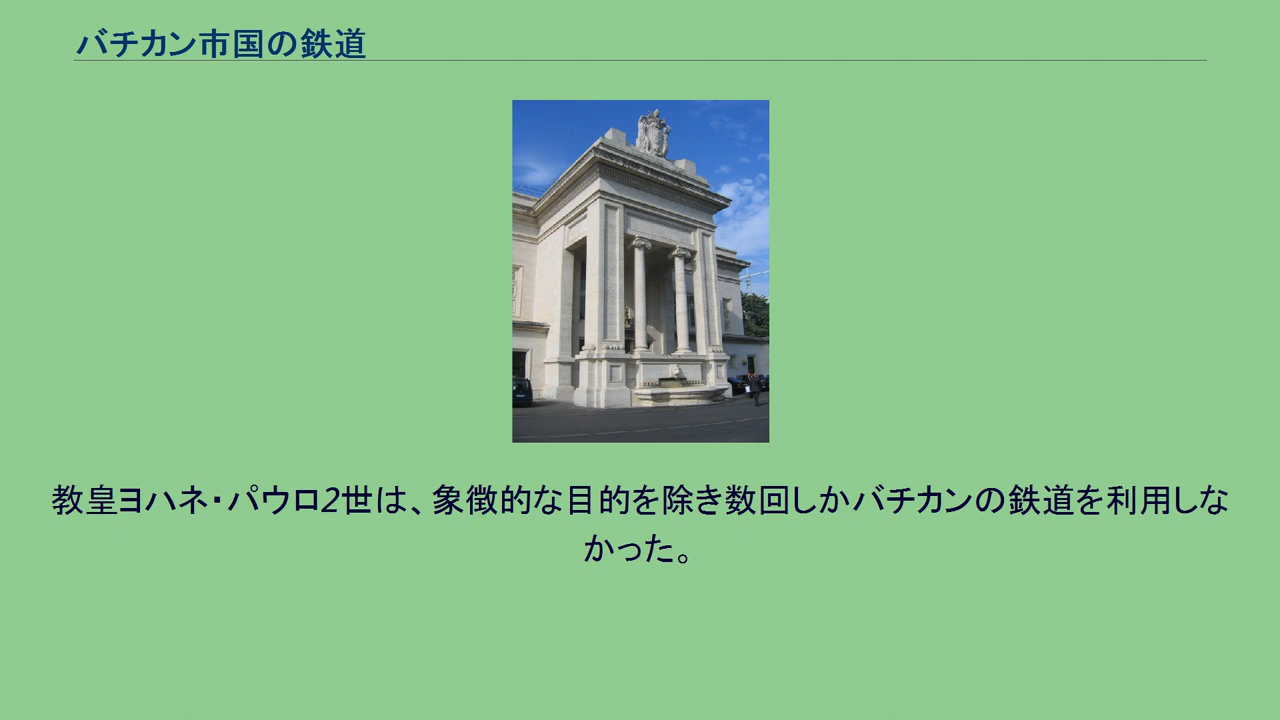 バチカン市国の鉄道
教皇ヨハネ・パウロ2世は、象徴的な目的を除き数回しかバチカンの鉄道を利用しな
かった。